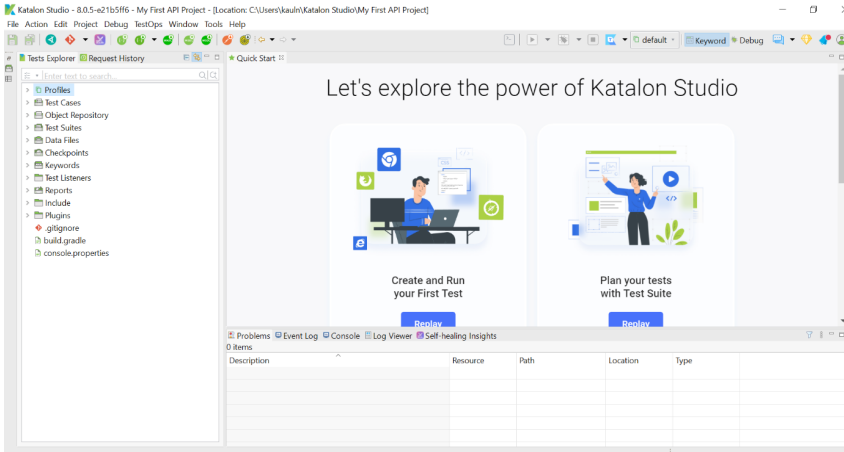 Katalon Studio - 8.0.5-e21b5ff6 - My First API Project - [Location: C:\Users\kauln\Katalon Studio\My First API Project]
File Action Edit Project Debug TestOps Window Tools Help
default
Keyword
Debug
Tests Explorer
Request History
Quick Start
Enter text to search...
Profiles
Test Cases
Object Repository
Test Suites
Data Files
Checkpoints
Keywords
Test Listeners
Reports
Include
Plugins
.gitignore
build.gradle
console.properties
Let's explore the power of Katalon Studio
Create and Run
your First Test
Replay
Plan your tests
with Test Suite
Replay
Problems Event Log Console Log Viewer Self-healing Insights
0 items
Description Resource Path Location Type